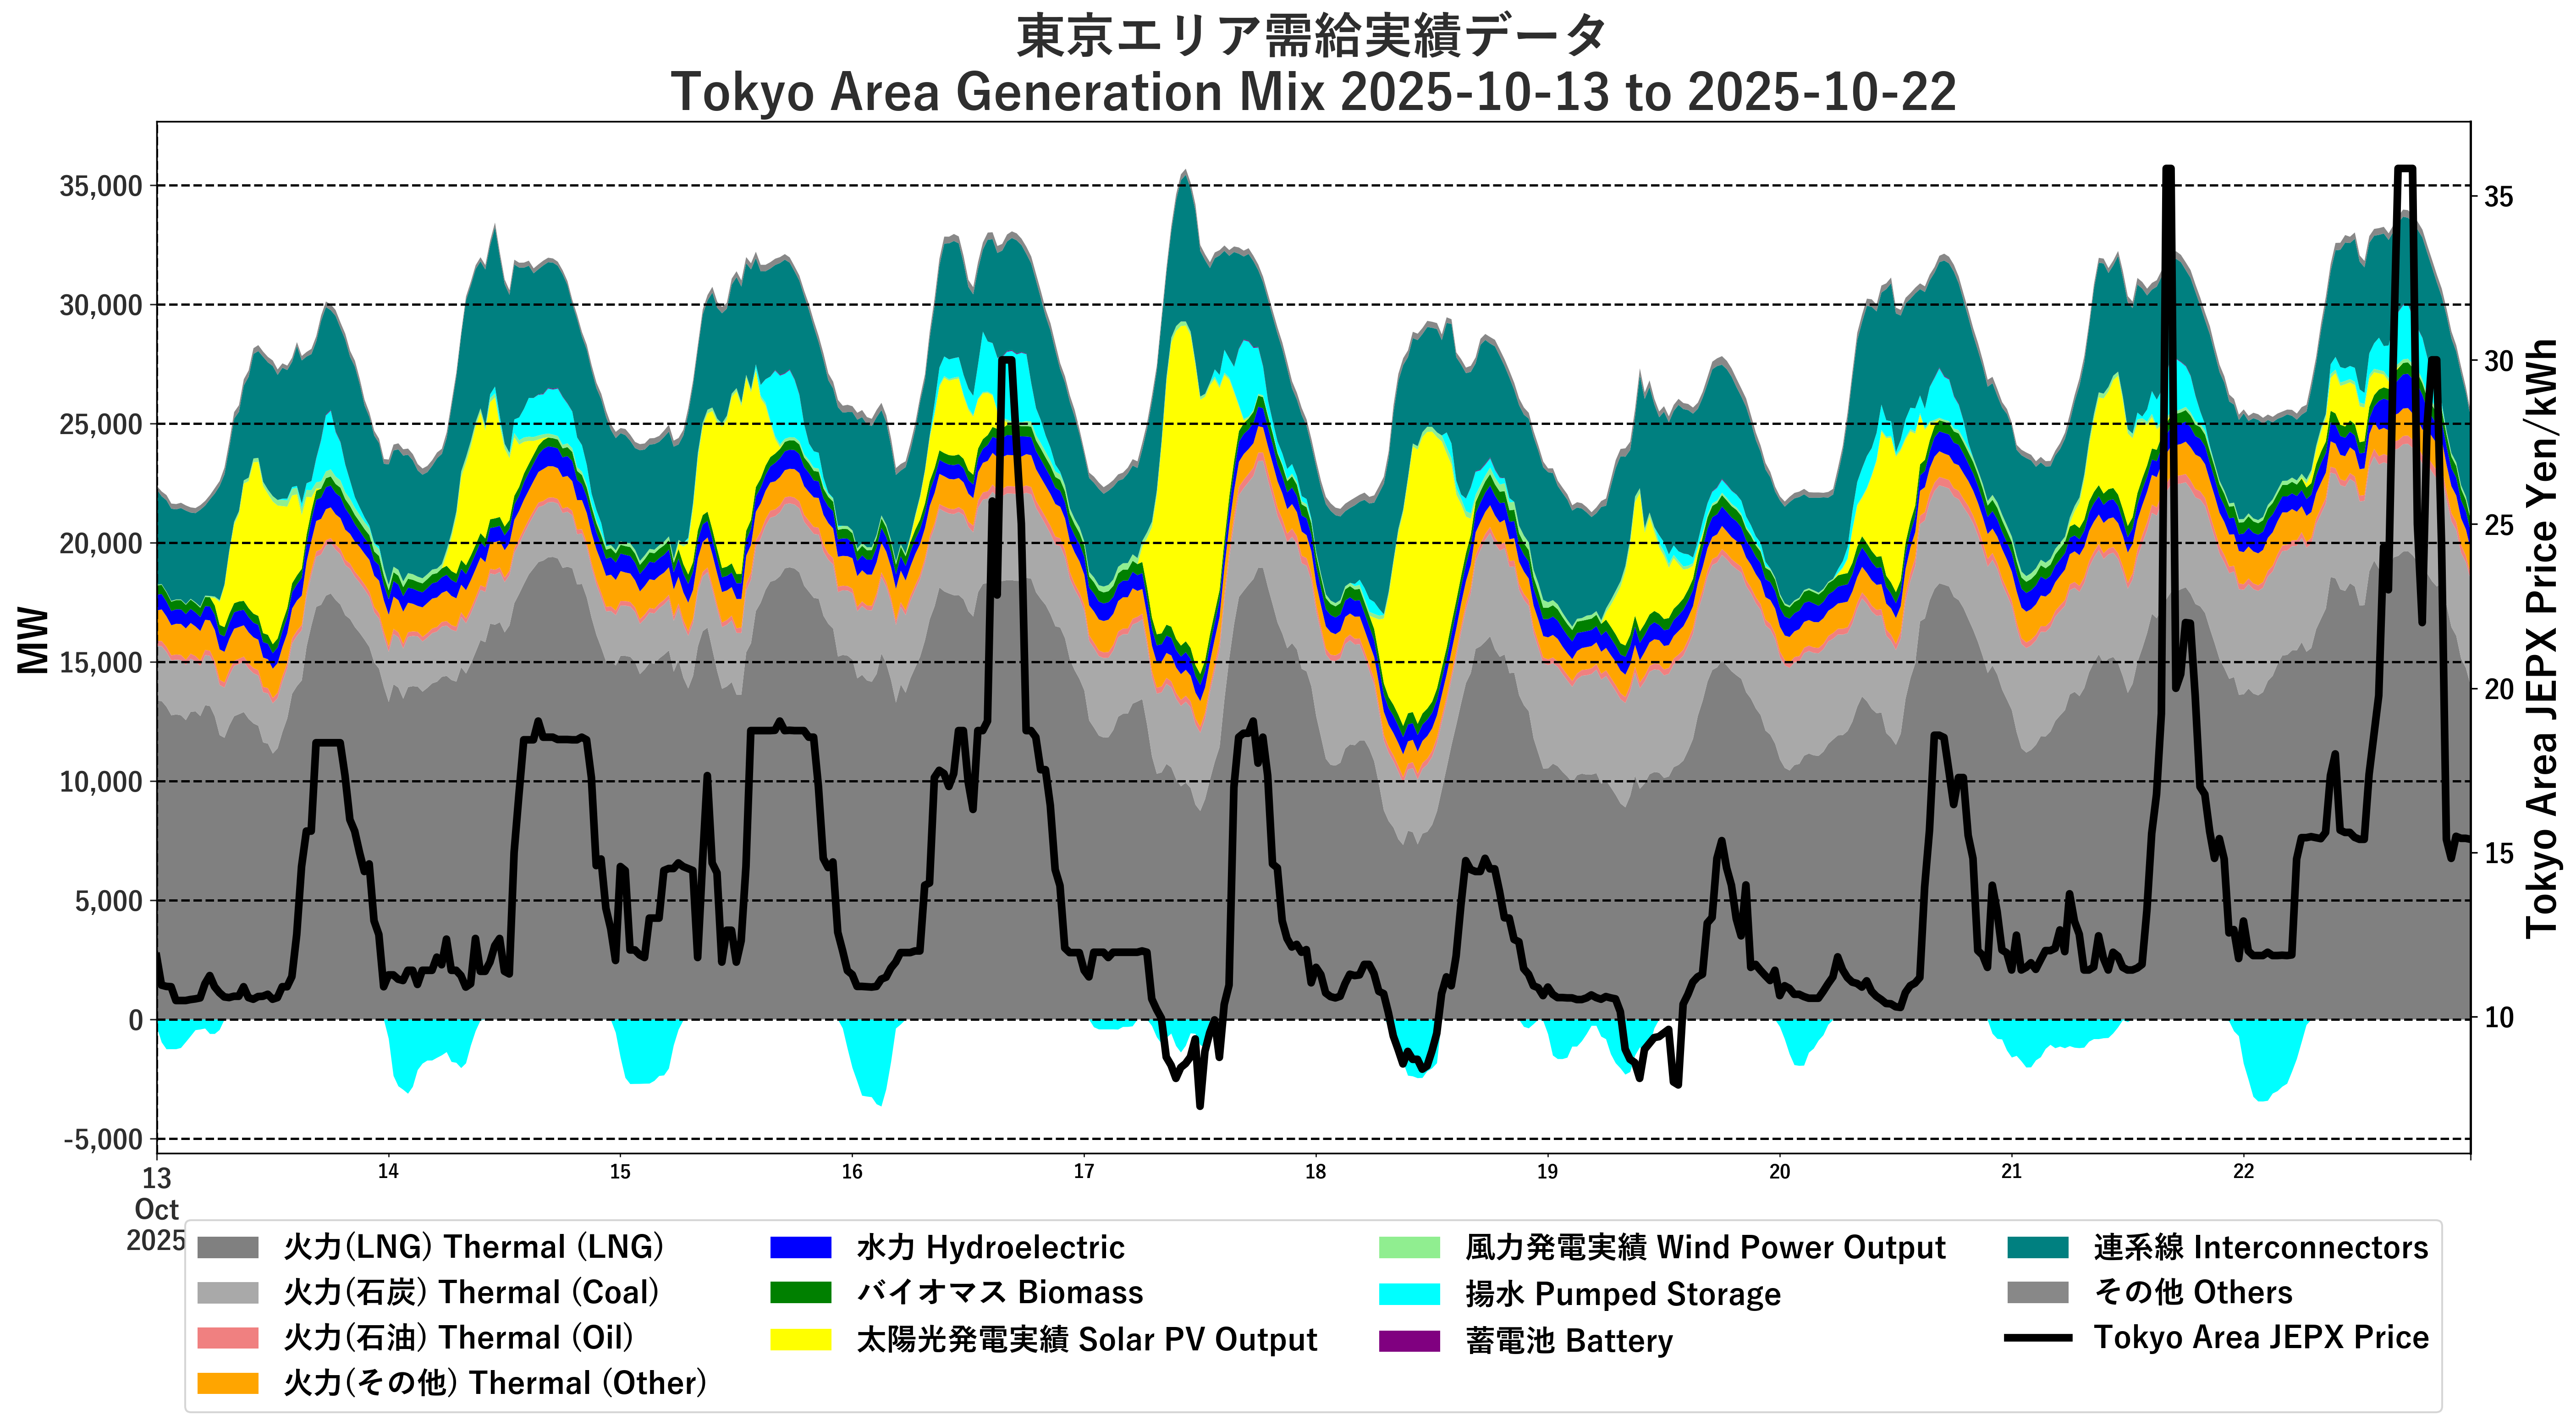 東京エリア需給実績データ
Tokyo Area Generation Mix 2025-10-13 to 2025-10-22
MW
35,000
30,000
25,000
20,000
15,000
10,000
5,000
0
-5,000
35
30
25
20
15
10
Tokyo Area JEPX Price Yen/kWh
13 14 15 16 17 18 19 20 21 22
Oct
2025
火力(LNG) Thermal (LNG)
火力(石炭) Thermal (Coal)
火力(石油) Thermal (Oil)
火力(その他) Thermal (Other)
水力 Hydroelectric
バイオマス Biomass
太陽光発電実績 Solar PV Output
風力発電実績 Wind Power Output
揚水 Pumped Storage
蓄電池 Battery
連系線 Interconnectors
その他 Others
Tokyo Area JEPX Price